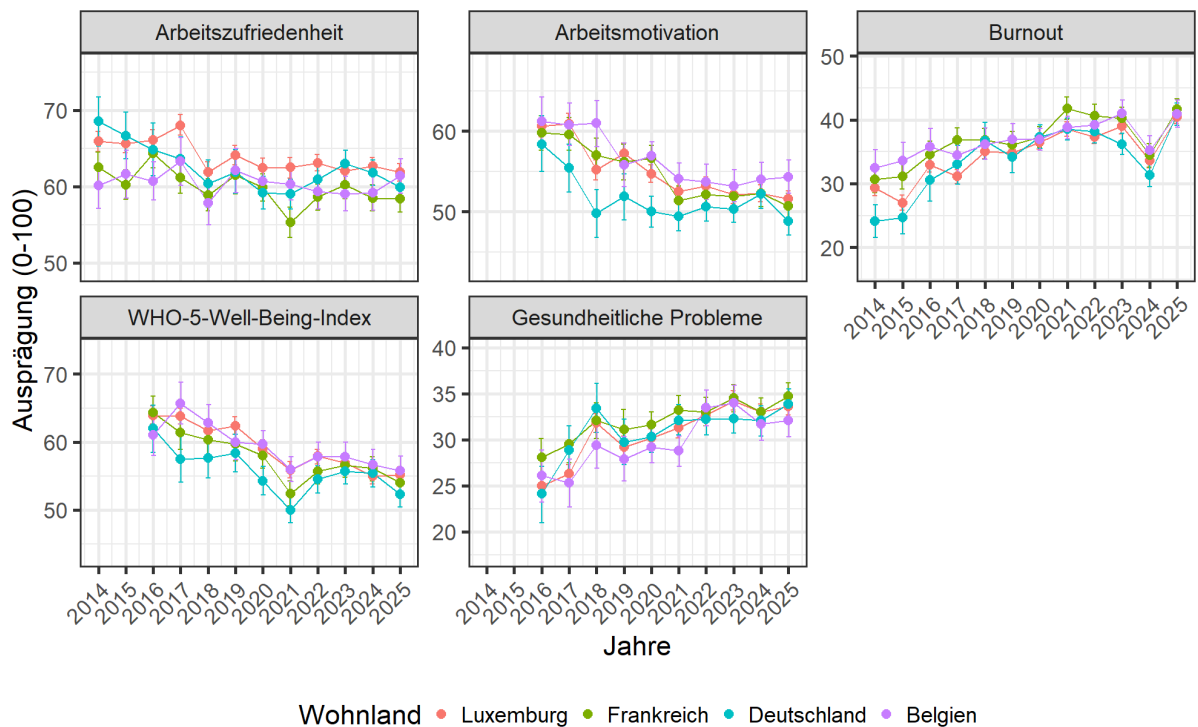 Arbeitszufriedenheit
Arbeitsmotivation
Burnout
50
60
70
50
60
20
30
40
50
2014 2015 2016 2017 2018 2019 2020 2021 2022 2023 2024 2025
WHO-5-Well-Being-Index
Gesundheitliche Probleme
50
60
70
20
25
30
35
40
2014 2015 2016 2017 2018 2019 2020 2021 2022 2023 2024 2025
2014 2015 2016 2017 2018 2019 2020 2021 2022 2023 2024 2025
Ausprägung (0-100)
Jahre
Wohnland Luxemburg Frankreich Deutschland Belgien